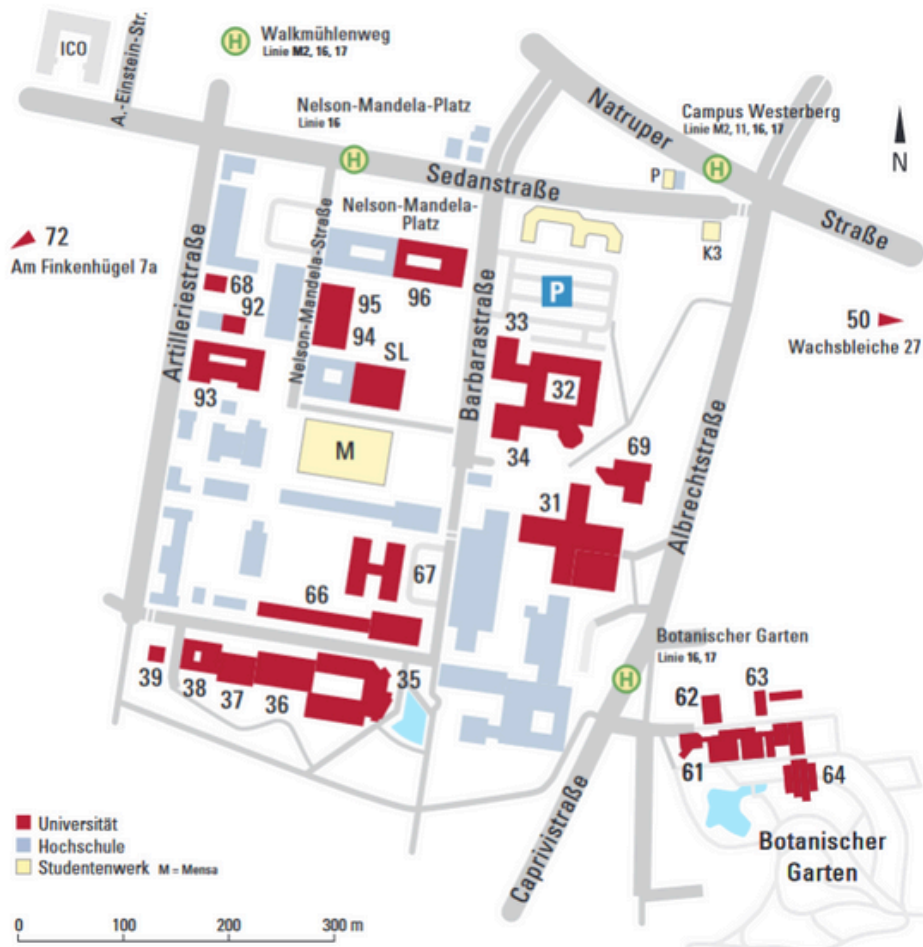 ICO
A.-Einstein-Str.
H
Walkmühlenweg
Linie M2, 16, 17
Nelson-Mandela-Platz
Linie 16
H
Natruper
Straße
Campus Westerberg
Linie M2, 11, 16, 17
H
N
P
K3
Sedanstraße
Nelson-Mandela-
Platz
72
Am Finkenhügel 7a
Artilleriestraße
Nelson-Mandela-Straße
Barbarastraße
Albrechtstraße
P
50
Wachsbleiche 27
68
92
93
96
95
94
SL
M
33
32
34
69
31
67
66
39
38
37
36
35
Botanischer Garten
Linie 16, 17
H
62
63
61
64
Caprivistraße
Botanischer
Garten
Universität
Hochschule
Studentenwerk M = Mensa
0 100 200 300 m